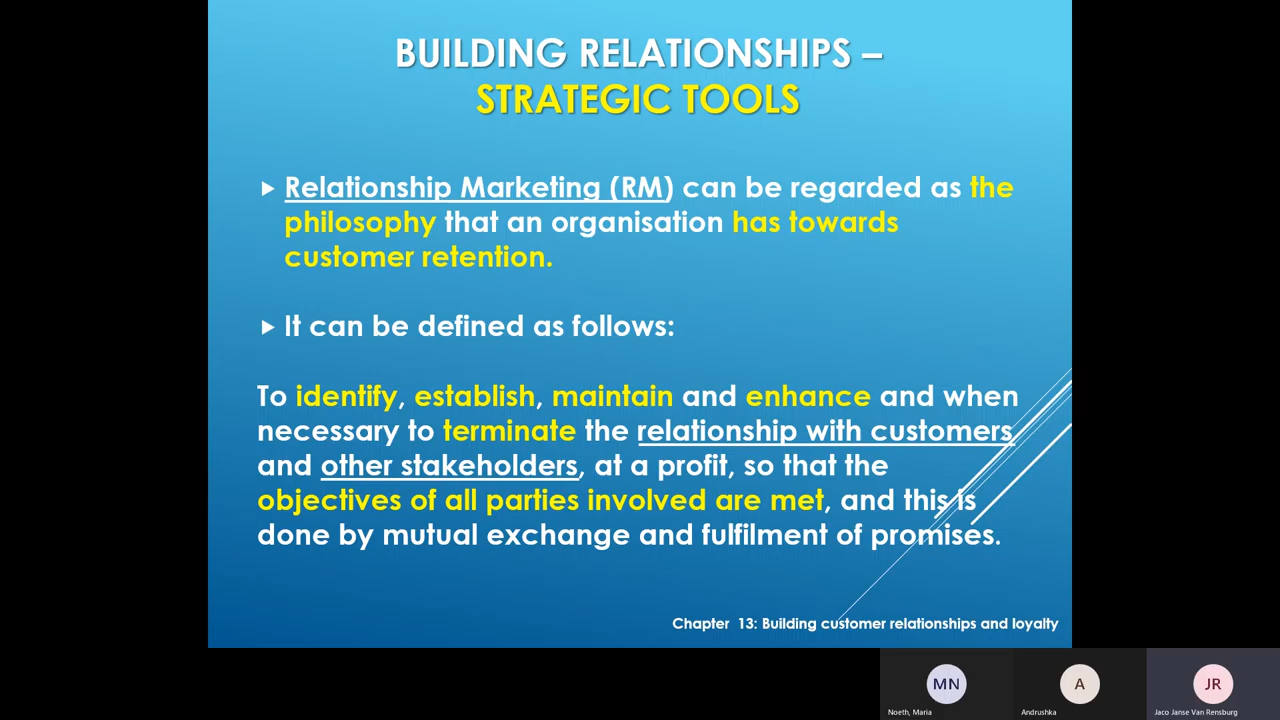 BUILDING RELATIONSHIPS –
STRATEGIC TOOLS
Relationship Marketing (RM) can be regarded as the
philosophy that an organisation has towards
customer retention.
It can be defined as follows:
To identify, establish, maintain and enhance and when
necessary to terminate the relationship with customers
and other stakeholders, at a profit, so that the
objectives of all parties involved are met, and this is
done by mutual exchange and fulfilment of promises.
Chapter 13: Building customer relationships and loyalty
MN
A
JR
Noeth, Maria
Andrushka
Jaco Janse Van Rensburg